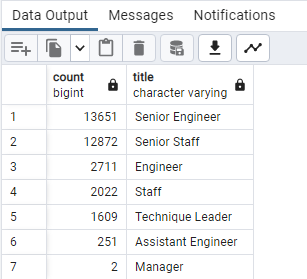 Data Output Messages Notifications
count title
bigint character varying
1 13651 Senior Engineer
2 12872 Senior Staff
3 2711 Engineer
4 2022 Staff
5 1609 Technique Leader
6 251 Assistant Engineer
7 2 Manager